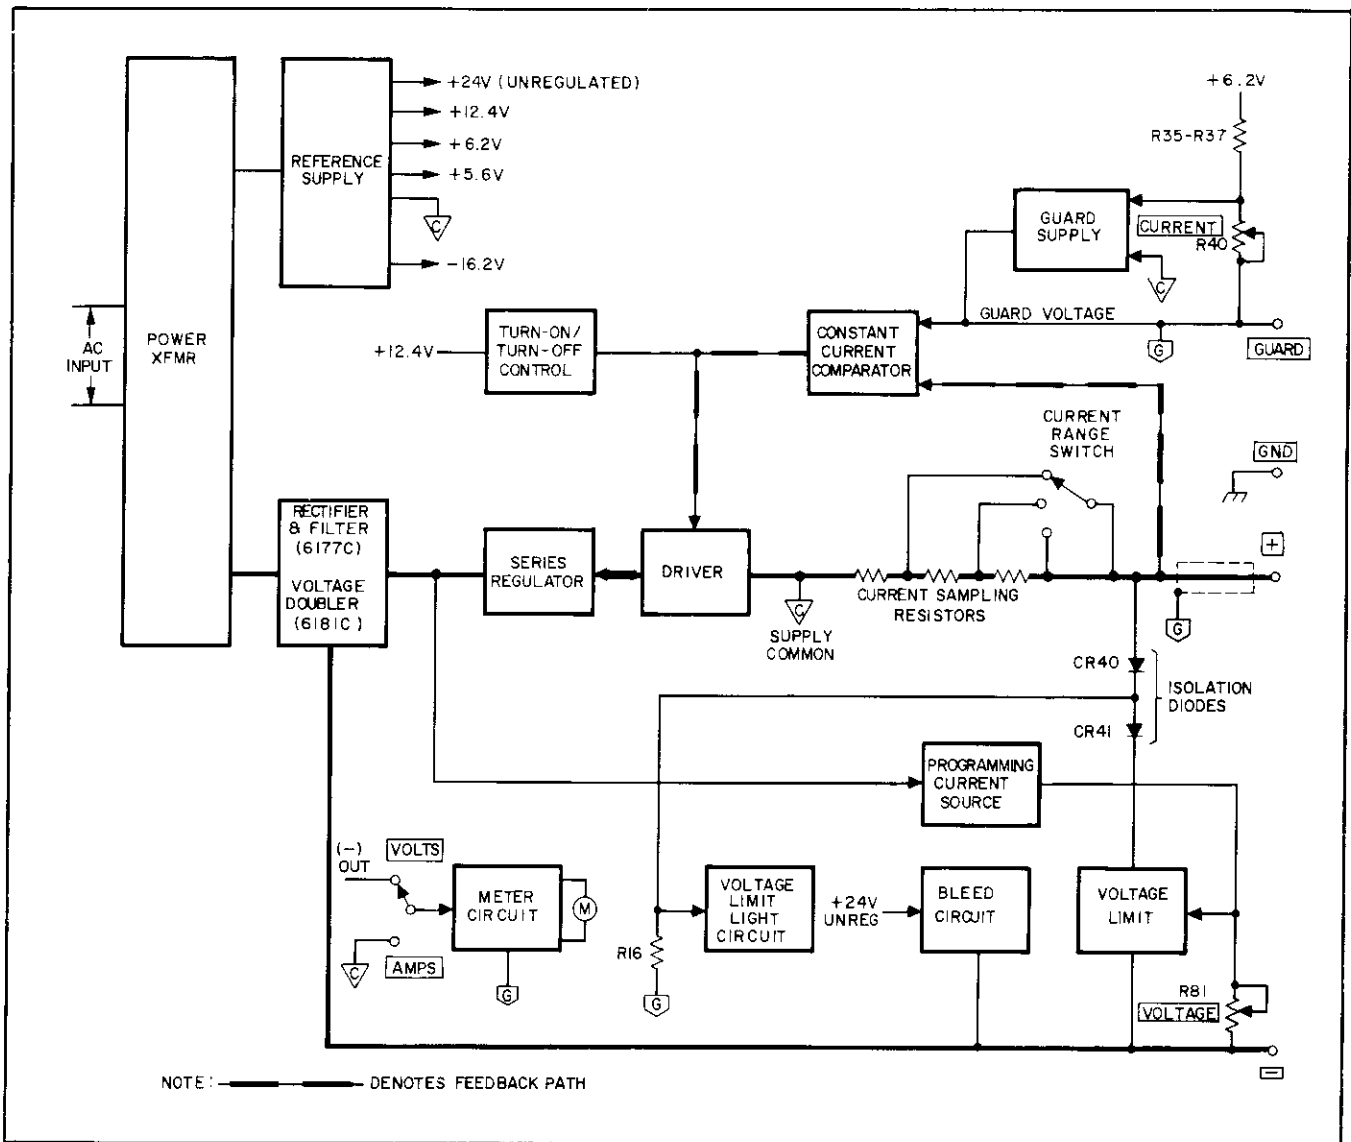 +24V (UNREGULATED)
+12.4V
+6.2V
+5.6V
C
-16.2V
REFERENCE
SUPPLY
POWER
XFMR
AC
INPUT
+6.2V
R35-R37
GUARD
SUPPLY
CURRENT
R40
C
GUARD VOLTAGE
G
GUARD
+12.4V
TURN-ON/
TURN-OFF
CONTROL
CONSTANT
CURRENT
COMPARATOR
CURRENT
RANGE
SWITCH
GND
+
RECTIFIER
& FILTER
(6177C)
VOLTAGE
DOUBLER
(6181C)
SERIES
REGULATOR
DRIVER
C
SUPPLY
COMMON
CURRENT SAMPLING
RESISTORS
G
CR40
CR41
ISOLATION
DIODES
PROGRAMMING
CURRENT
SOURCE
(-)
OUT
VOLTS
METER
CIRCUIT
M
C
AMPS
G
R16
G
VOLTAGE
LIMIT
LIGHT
CIRCUIT
+24V
UNREG
BLEED
CIRCUIT
VOLTAGE
LIMIT
R81
VOLTAGE
-
NOTE: DENOTES FEEDBACK PATH